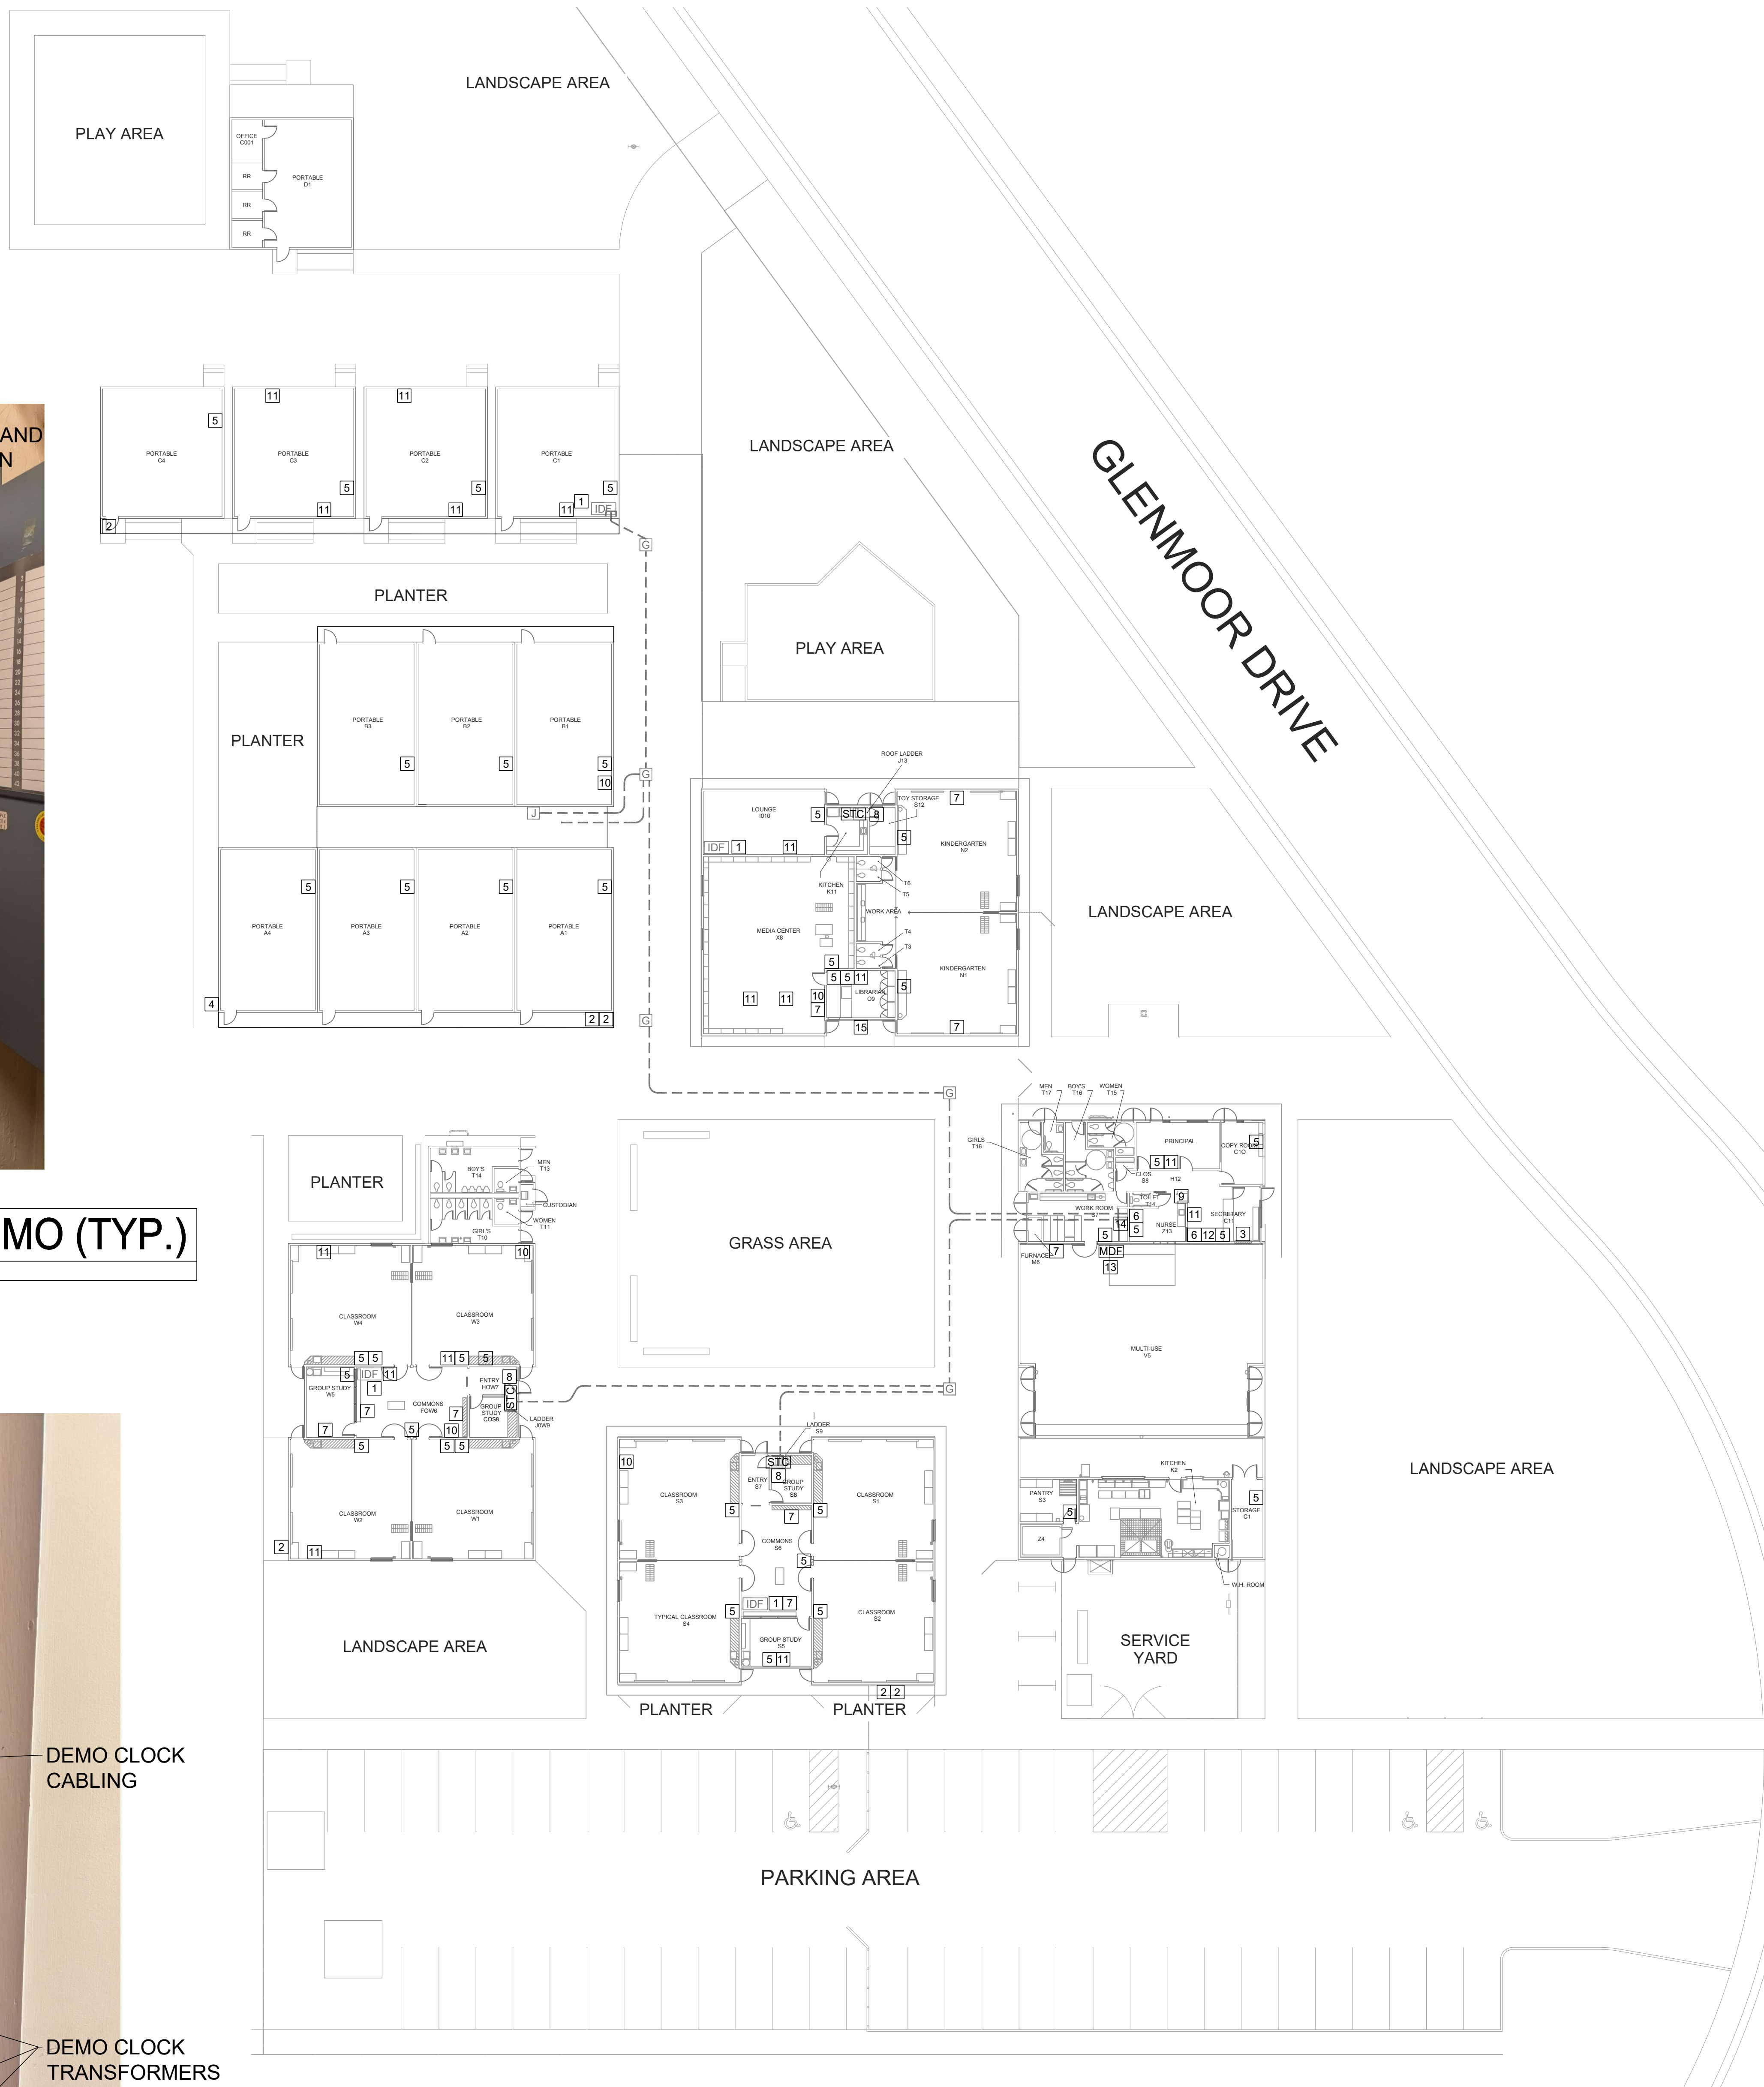 LANDSCAPE AREA
PLAY AREA
OFFICE
C001
RR
RR
RR
PORTABLE
D1
AND
N
11
11
5
PORTABLE
C4
PORTABLE
C3
PORTABLE
C2
PORTABLE
C1
5
5
5
11
11
11
1
IDF
2
G
LANDSCAPE AREA
GLENMOOR DRIVE
PLANTER
PLAY AREA
PLANTER
PORTABLE
B3
PORTABLE
B2
PORTABLE
B1
5
5
5
10
G
J
ROOF LADDER
J13
LOUNGE
I010
5
STC
8
TOY STORAGE
S12
7
5
IDF
1
11
KINDERGARTEN
N2
KITCHEN
K11
T6
T5
WORK AREA
T4
T3
MEDIA CENTER
X8
5
5
5
11
5
KINDERGARTEN
N1
11
11
10
7
LIBRARIAN
O9
15
7
LANDSCAPE AREA
5
5
5
5
PORTABLE
A4
PORTABLE
A3
PORTABLE
A2
PORTABLE
A1
4
2
2
G
G
MEN
T17
BOY'S
T16
WOMEN
T15
GIRLS
T18
PRINCIPAL
COPY ROOM
C1O
5
5
11
CLOS.
S8
H12
TOILET
T14
9
WORK ROOM
S7
6
14
5
5
NURSE
Z13
11
SECRETARY
C11
6
12
5
3
FURNACE
M6
7
MDF
13
MULTI-USE
V5
PLANTER
BOY'S
T14
MEN
T13
CUSTODIAN
WOMEN
T11
GIRL'S
T10
GRASS AREA
MO (TYP.)
11
10
CLASSROOM
W4
CLASSROOM
W3
5
5
11
5
5
5
IDF
11
1
GROUP STUDY
W5
ENTRY
HOW7
8
STC
COMMONS
FOW6
7
7
GROUP
STUDY
COS8
LADDER
J0W9
7
5
10
5
5
5
CLASSROOM
W2
CLASSROOM
W1
2
11
G
LADDER
S9
10
STC
8
ENTRY
S7
GROUP
STUDY
S8
CLASSROOM
S3
CLASSROOM
S1
5
7
5
COMMONS
S6
5
IDF
1
7
5
5
TYPICAL CLASSROOM
S4
CLASSROOM
S2
GROUP STUDY
S5
5
11
2
2
PLANTER
PLANTER
KITCHEN
K2
PANTRY
S3
5
5
STORAGE
C1
Z4
W.H. ROOM
SERVICE
YARD
LANDSCAPE AREA
LANDSCAPE AREA
DEMO CLOCK
CABLING
PARKING AREA
DEMO CLOCK
TRANSFORMERS